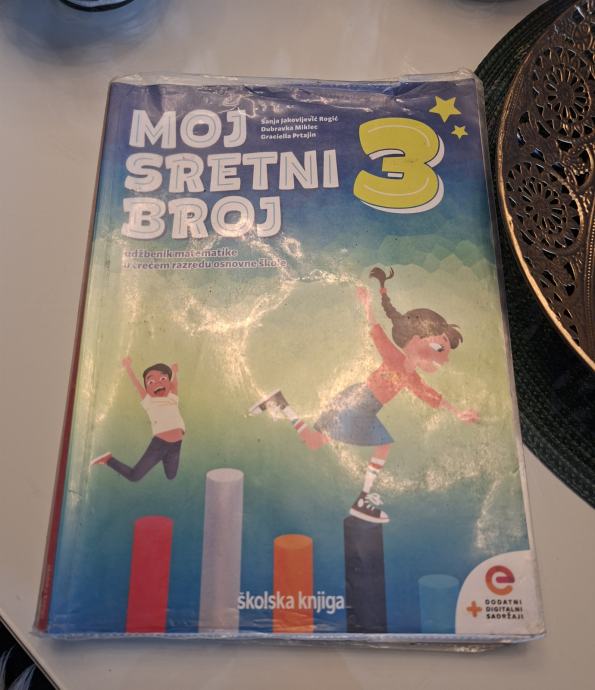 MOJ
SRETNI
BROJ
Sanja Jakovljević Rogić
Dubravka Miklec
Graciella Prtajin
3
udžbenik matematike
u trećem razredu osnovne škole
školska knjiga
e
+ DODATNI
DIGITALNI
SADRŽAJI